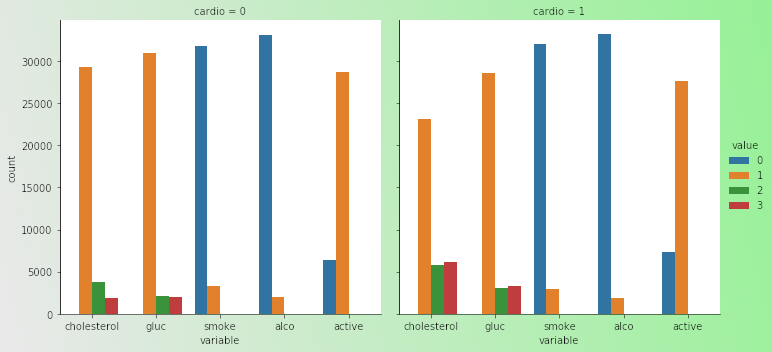 cardio = 0
cardio = 1
30000
25000
20000
15000
10000
5000
0
count
cholesterol gluc smoke alco active
variable
cholesterol gluc smoke alco active
variable
value
0
1
2
3